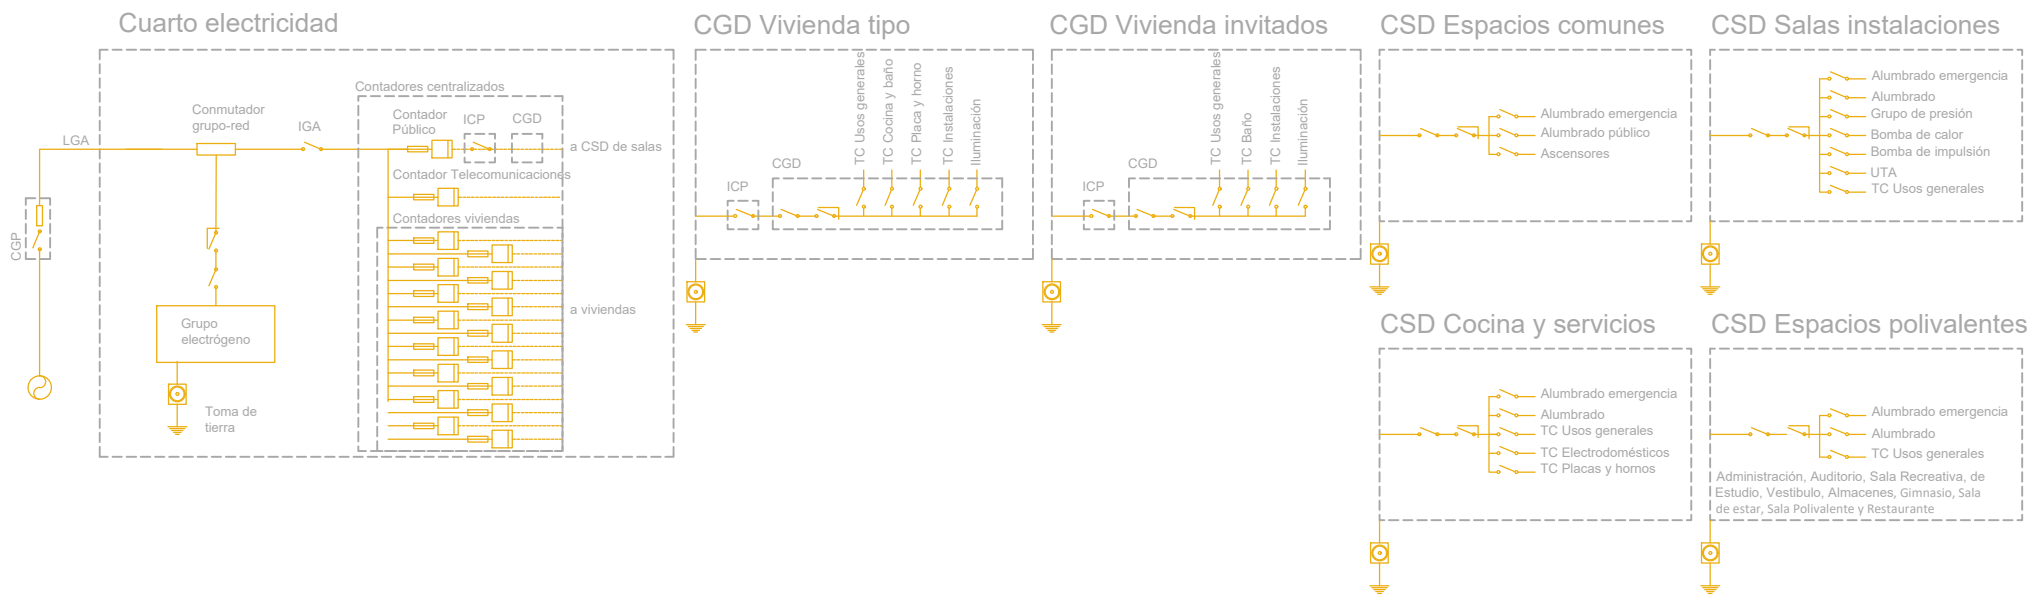 Cuarto electricidad
CGP
LGA
Conmutador
grupo-red
IGA
Contadores centralizados
Contador
Público
ICP
CGD
a CSD de salas
Contador Telecomunicaciones
Contadores viviendas
a viviendas
Grupo
electrógeno
Toma de
tierra
CGD Vivienda tipo
ICP
CGD
TC Usos generales
TC Cocina y baño
TC Placa y horno
TC Instalaciones
Iluminación
CGD Vivienda invitados
ICP
CGD
TC Usos generales
TC Baño
TC Instalaciones
Iluminación
CSD Espacios comunes
Alumbrado emergencia
Alumbrado público
Ascensores
CSD Salas instalaciones
Alumbrado emergencia
Alumbrado
Grupo de presión
Bomba de calor
Bomba de impulsión
UTA
TC Usos generales
CSD Cocina y servicios
Alumbrado emergencia
Alumbrado
TC Usos generales
TC Electrodomésticos
TC Placas y hornos
CSD Espacios polivalentes
Alumbrado emergencia
Alumbrado
TC Usos generales
Administración, Auditorio, Sala Recreativa, de
Estudio, Vestibulo, Almacenes, Gimnasio, Sala
de estar, Sala Polivalente y Restaurante